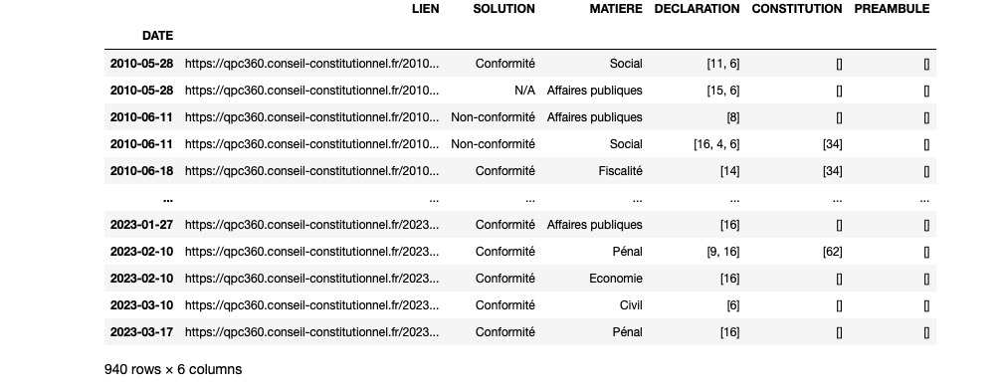 LIEN SOLUTION MATIERE DECLARATION CONSTITUTION PREAMBULE
DATE
2010-05-28 https://qpc360.conseil-constitutionnel.fr/2010... Conformité Social [11, 6] [] []
2010-05-28 https://qpc360.conseil-constitutionnel.fr/2010... N/A Affaires publiques [15, 6] [] []
2010-06-11 https://qpc360.conseil-constitutionnel.fr/2010... Non-conformité Affaires publiques [8] [] []
2010-06-11 https://qpc360.conseil-constitutionnel.fr/2010... Non-conformité Social [16, 4, 6] [34] []
2010-06-18 https://qpc360.conseil-constitutionnel.fr/2010... Conformité Fiscalité [14] [34] []
... ... ... ... ... ... ...
2023-01-27 https://qpc360.conseil-constitutionnel.fr/2023... Conformité Affaires publiques [16] [] []
2023-02-10 https://qpc360.conseil-constitutionnel.fr/2023... Conformité Pénal [9, 16] [62] []
2023-02-10 https://qpc360.conseil-constitutionnel.fr/2023... Conformité Economie [16] [] []
2023-03-10 https://qpc360.conseil-constitutionnel.fr/2023... Conformité Civil [6] [] []
2023-03-17 https://qpc360.conseil-constitutionnel.fr/2023... Conformité Pénal [16] [] []
940 rows × 6 columns